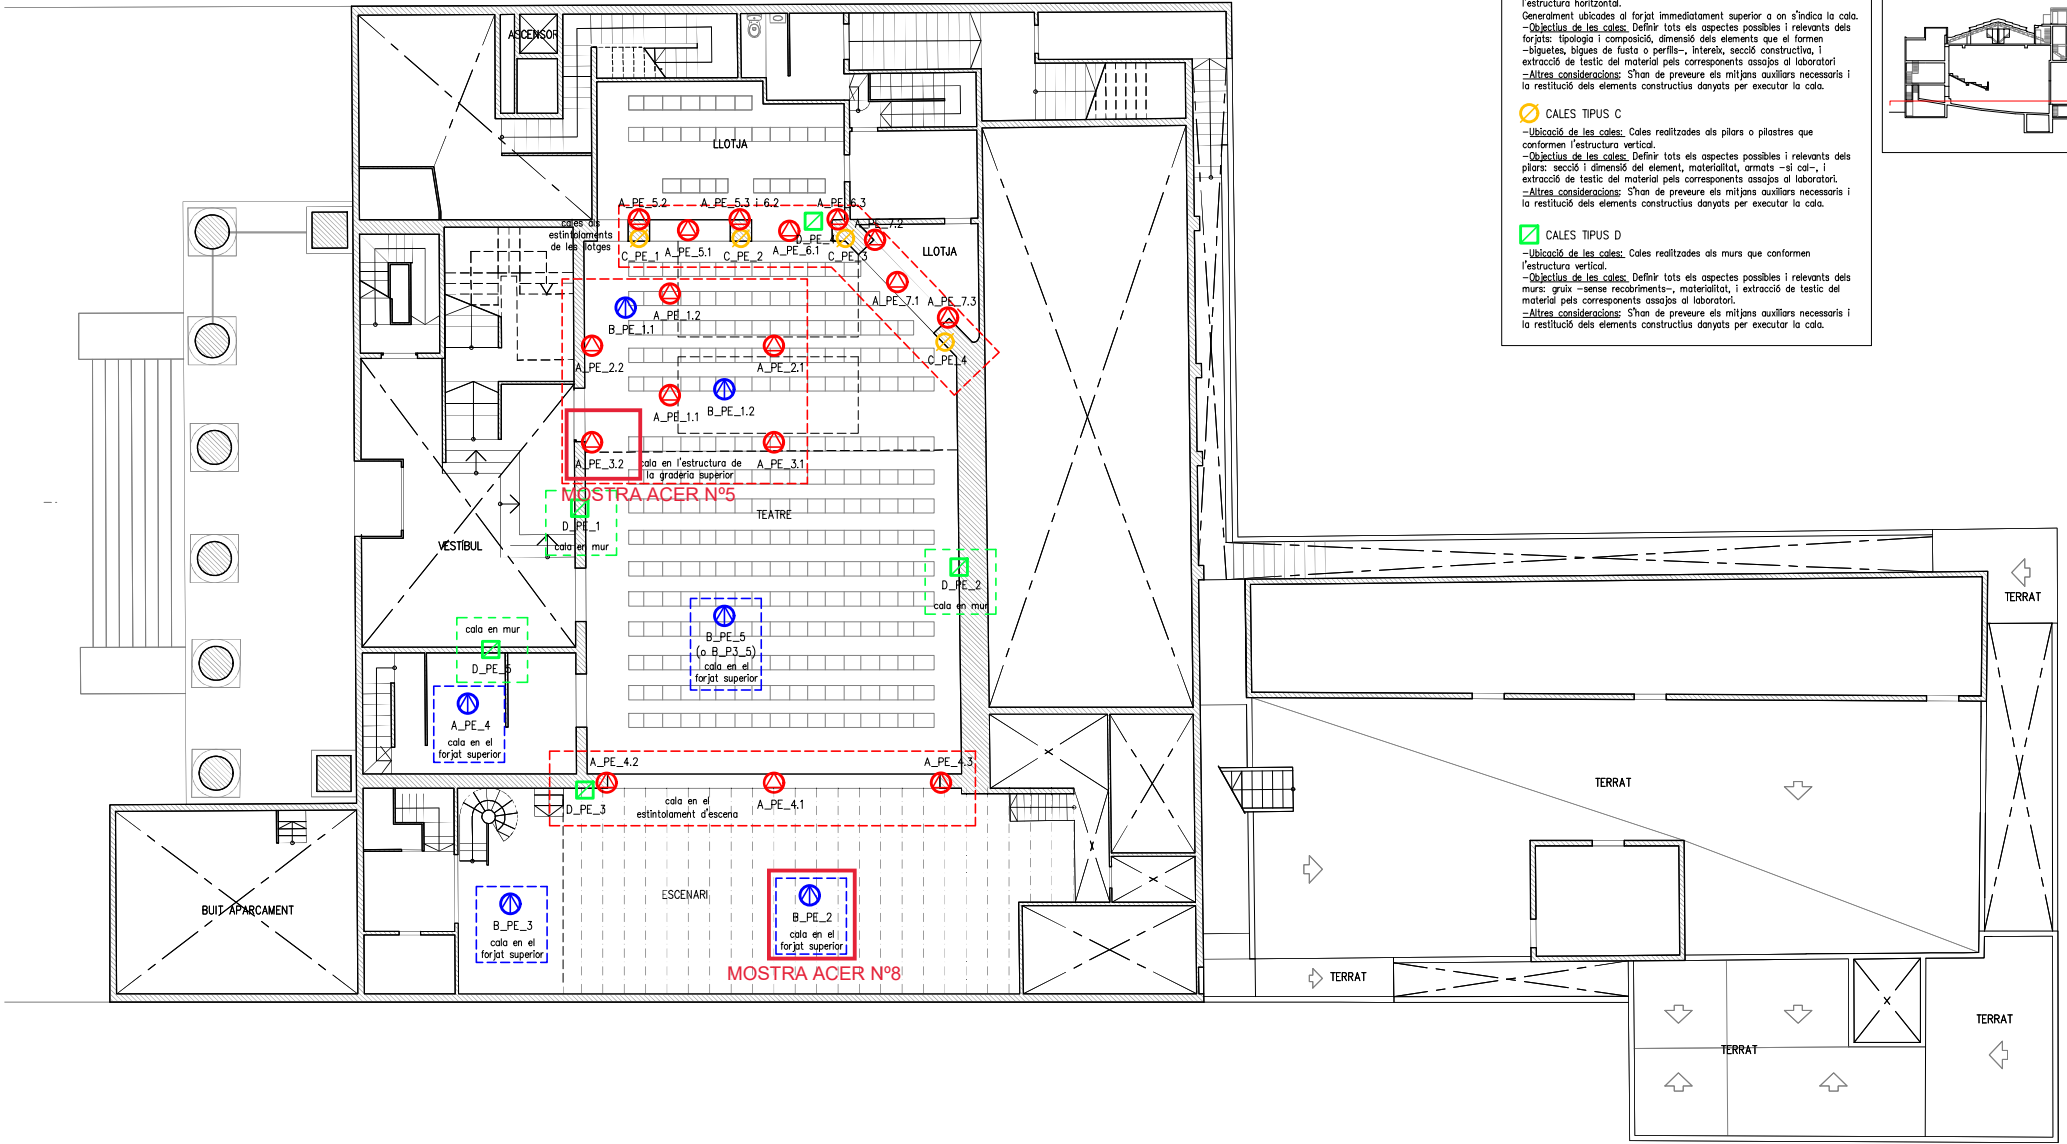 l'estructura horitzontal.
Generalment ubicades al forjat immediatament superior a on s'indica la cala.
-Objectius de les cales: Definir tots els aspectes possibles i relevants dels
forjats: tipologia i composició, dimensió dels elements que el formen
-biguetes, bigues de fusta o perfils-, intereix, secció constructiva, i
extracció de testic del material pels corresponents assajos al laboratori
-Altres consideracions: S'han de preveure els mitjans auxiliars necessaris i
la restitució dels elements constructius danyats per executar la cala.
CALES TIPUS C
-Ubicació de les cales: Cales realitzades als pilars o pilastres que
conformen l'estructura vertical.
-Objectius de les cales: Definir tots els aspectes possibles i relevants dels
pilars: secció i dimensió del element, materialitat, armats -si cal-, i
extracció de testic del material pels corresponents assajos al laboratori.
-Altres consideracions: S'han de preveure els mitjans auxiliars necessaris i
la restitució dels elements constructius danyats per executar la cala.
CALES TIPUS D
-Ubicació de les cales: Cales realitzades als murs que conformen
l'estructura vertical.
-Objectius de les cales: Definir tots els aspectes possibles i relevants dels
murs: gruix -sense recobriments-, materialitat, i extracció de testic del
material pels corresponents assajos al laboratori.
-Altres consideracions: S'han de preveure els mitjans auxiliars necessaris i
la restitució dels elements constructius danyats per executar la cala.
ASCENSOR
LLOTJA
A_PE_5.2
A_PE_5.3 i 6.2
A_PE_6.3
A_PE_7.2
cales als
estintolaments
de les llotges
C_PE_1
A_PE_5.1
C_PE_2
A_PE_6.1
D_PE_4
C_PE_3
LLOTJA
A_PE_7.1
A_PE_7.3
C_PE_4
A_PE_1.2
B_PE_1.1
A_PE_2.2
A_PE_2.1
A_PE_1.1
B_PE_1.2
A_PE_3.2
A_PE_3.1
cala en l'estructura de
la graderia superior
MOSTRA ACER Nº5
TEATRE
D_PE_1
cala en mur
VESTÍBUL
D_PE_2
cala en mur
TERRAT
cala en mur
D_PE_5
B_PE_5
(o B_P3_5)
cala en el
forjat superior
A_PE_4
cala en el
forjat superior
A_PE_4.2
A_PE_4.3
A_PE_4.1
D_PE_3
cala en el
estintolament d'escena
TERRAT
ESCENARI
BUIT APARCAMENT
B_PE_3
cala en el
forjat superior
B_PE_2
cala en el
forjat superior
MOSTRA ACER Nº8
TERRAT
TERRAT
TERRAT